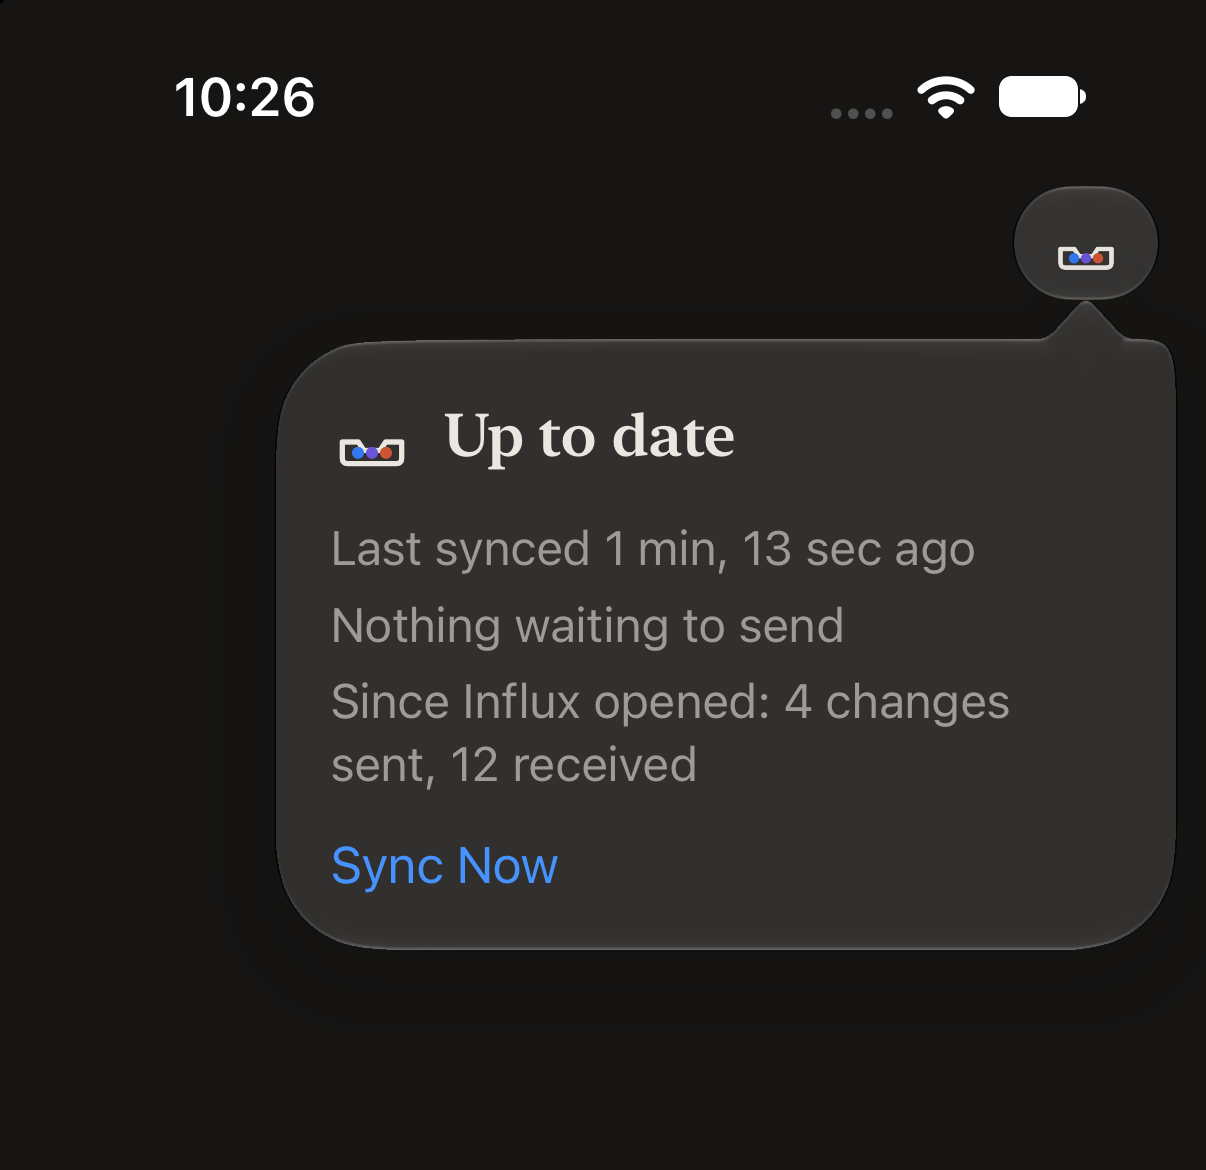 10:26
Up to date
Last synced 1 min, 13 sec ago
Nothing waiting to send
Since Influx opened: 4 changes
sent, 12 received
Sync Now